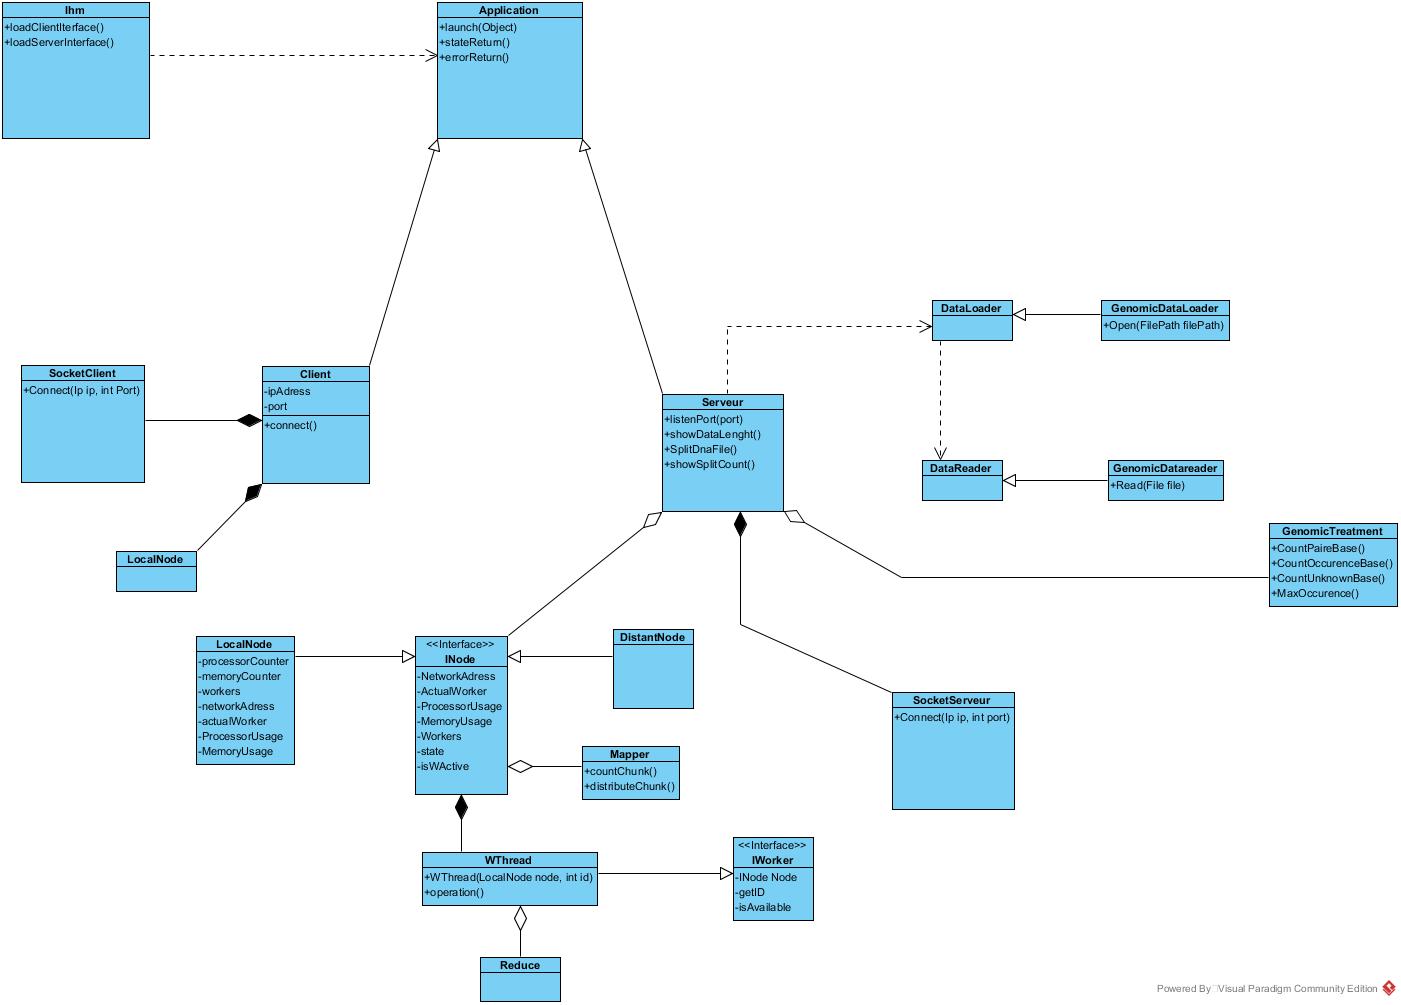 Ihm
+loadClientIterface()
+loadServerInterface()
Application
+launch(Object)
+stateReturn()
+errorReturn()
SocketClient
+Connect(Ip ip, int Port)
Client
-ipAdress
-port
+connect()
LocalNode
Serveur
+listenPort(port)
+showDataLenght()
+SplitDnaFile()
+showSplitCount()
DataLoader
GenomicDataLoader
+Open(FilePath filePath)
DataReader
GenomicDatareader
+Read(File file)
GenomicTreatment
+CountPaireBase()
+CountOccurenceBase()
+CountUnknownBase()
+MaxOccurence()
LocalNode
-processorCounter
-memoryCounter
-workers
-networkAdress
-actualWorker
-ProcessorUsage
-MemoryUsage
<<Interface>>
INode
-NetworkAdress
-ActualWorker
-ProcessorUsage
-MemoryUsage
-Workers
-state
-isWActive
DistantNode
Mapper
+countChunk()
+distributeChunk()
SocketServeur
+Connect(Ip ip, int port)
WThread
+WThread(LocalNode node, int id)
+operation()
<<Interface>>
IWorker
-INode Node
-getID
-isAvailable
Reduce
Powered By Visual Paradigm Community Edition